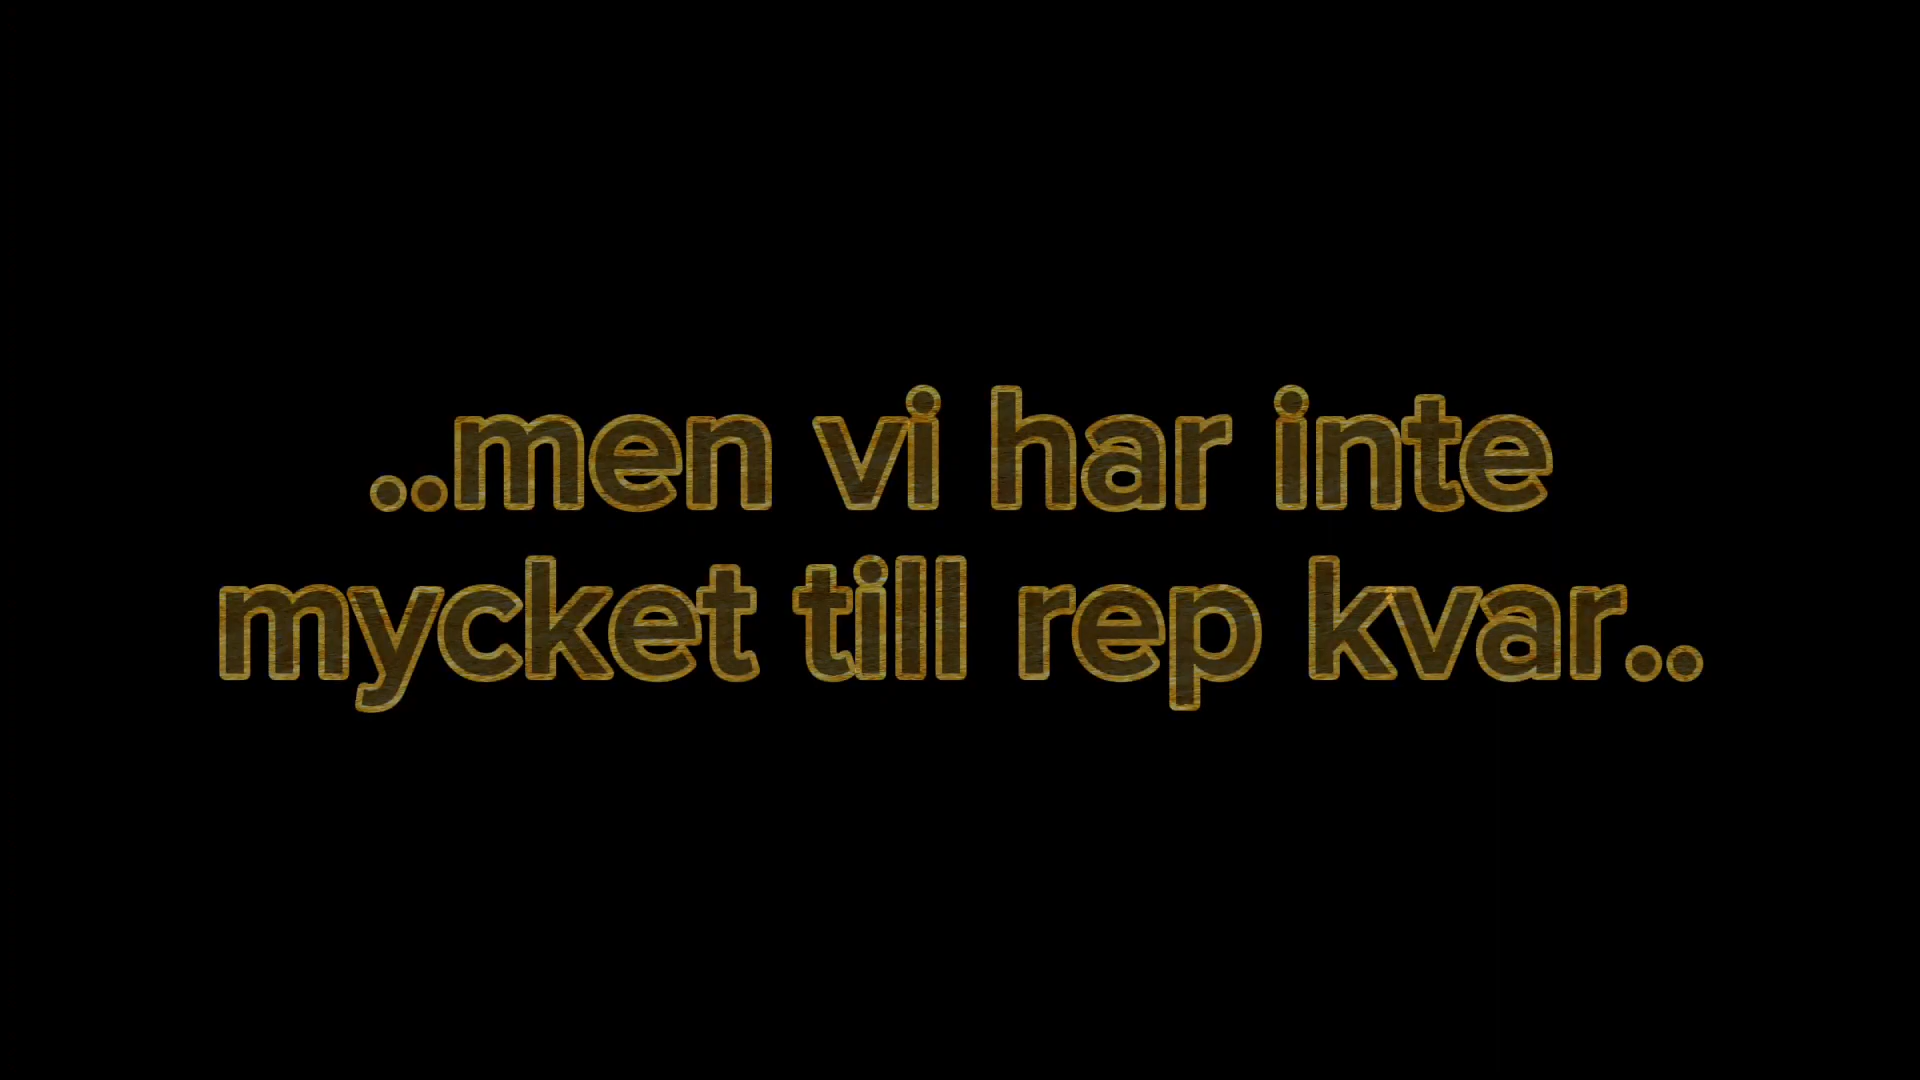 ..men vi har inte
mycket till rep kvar..